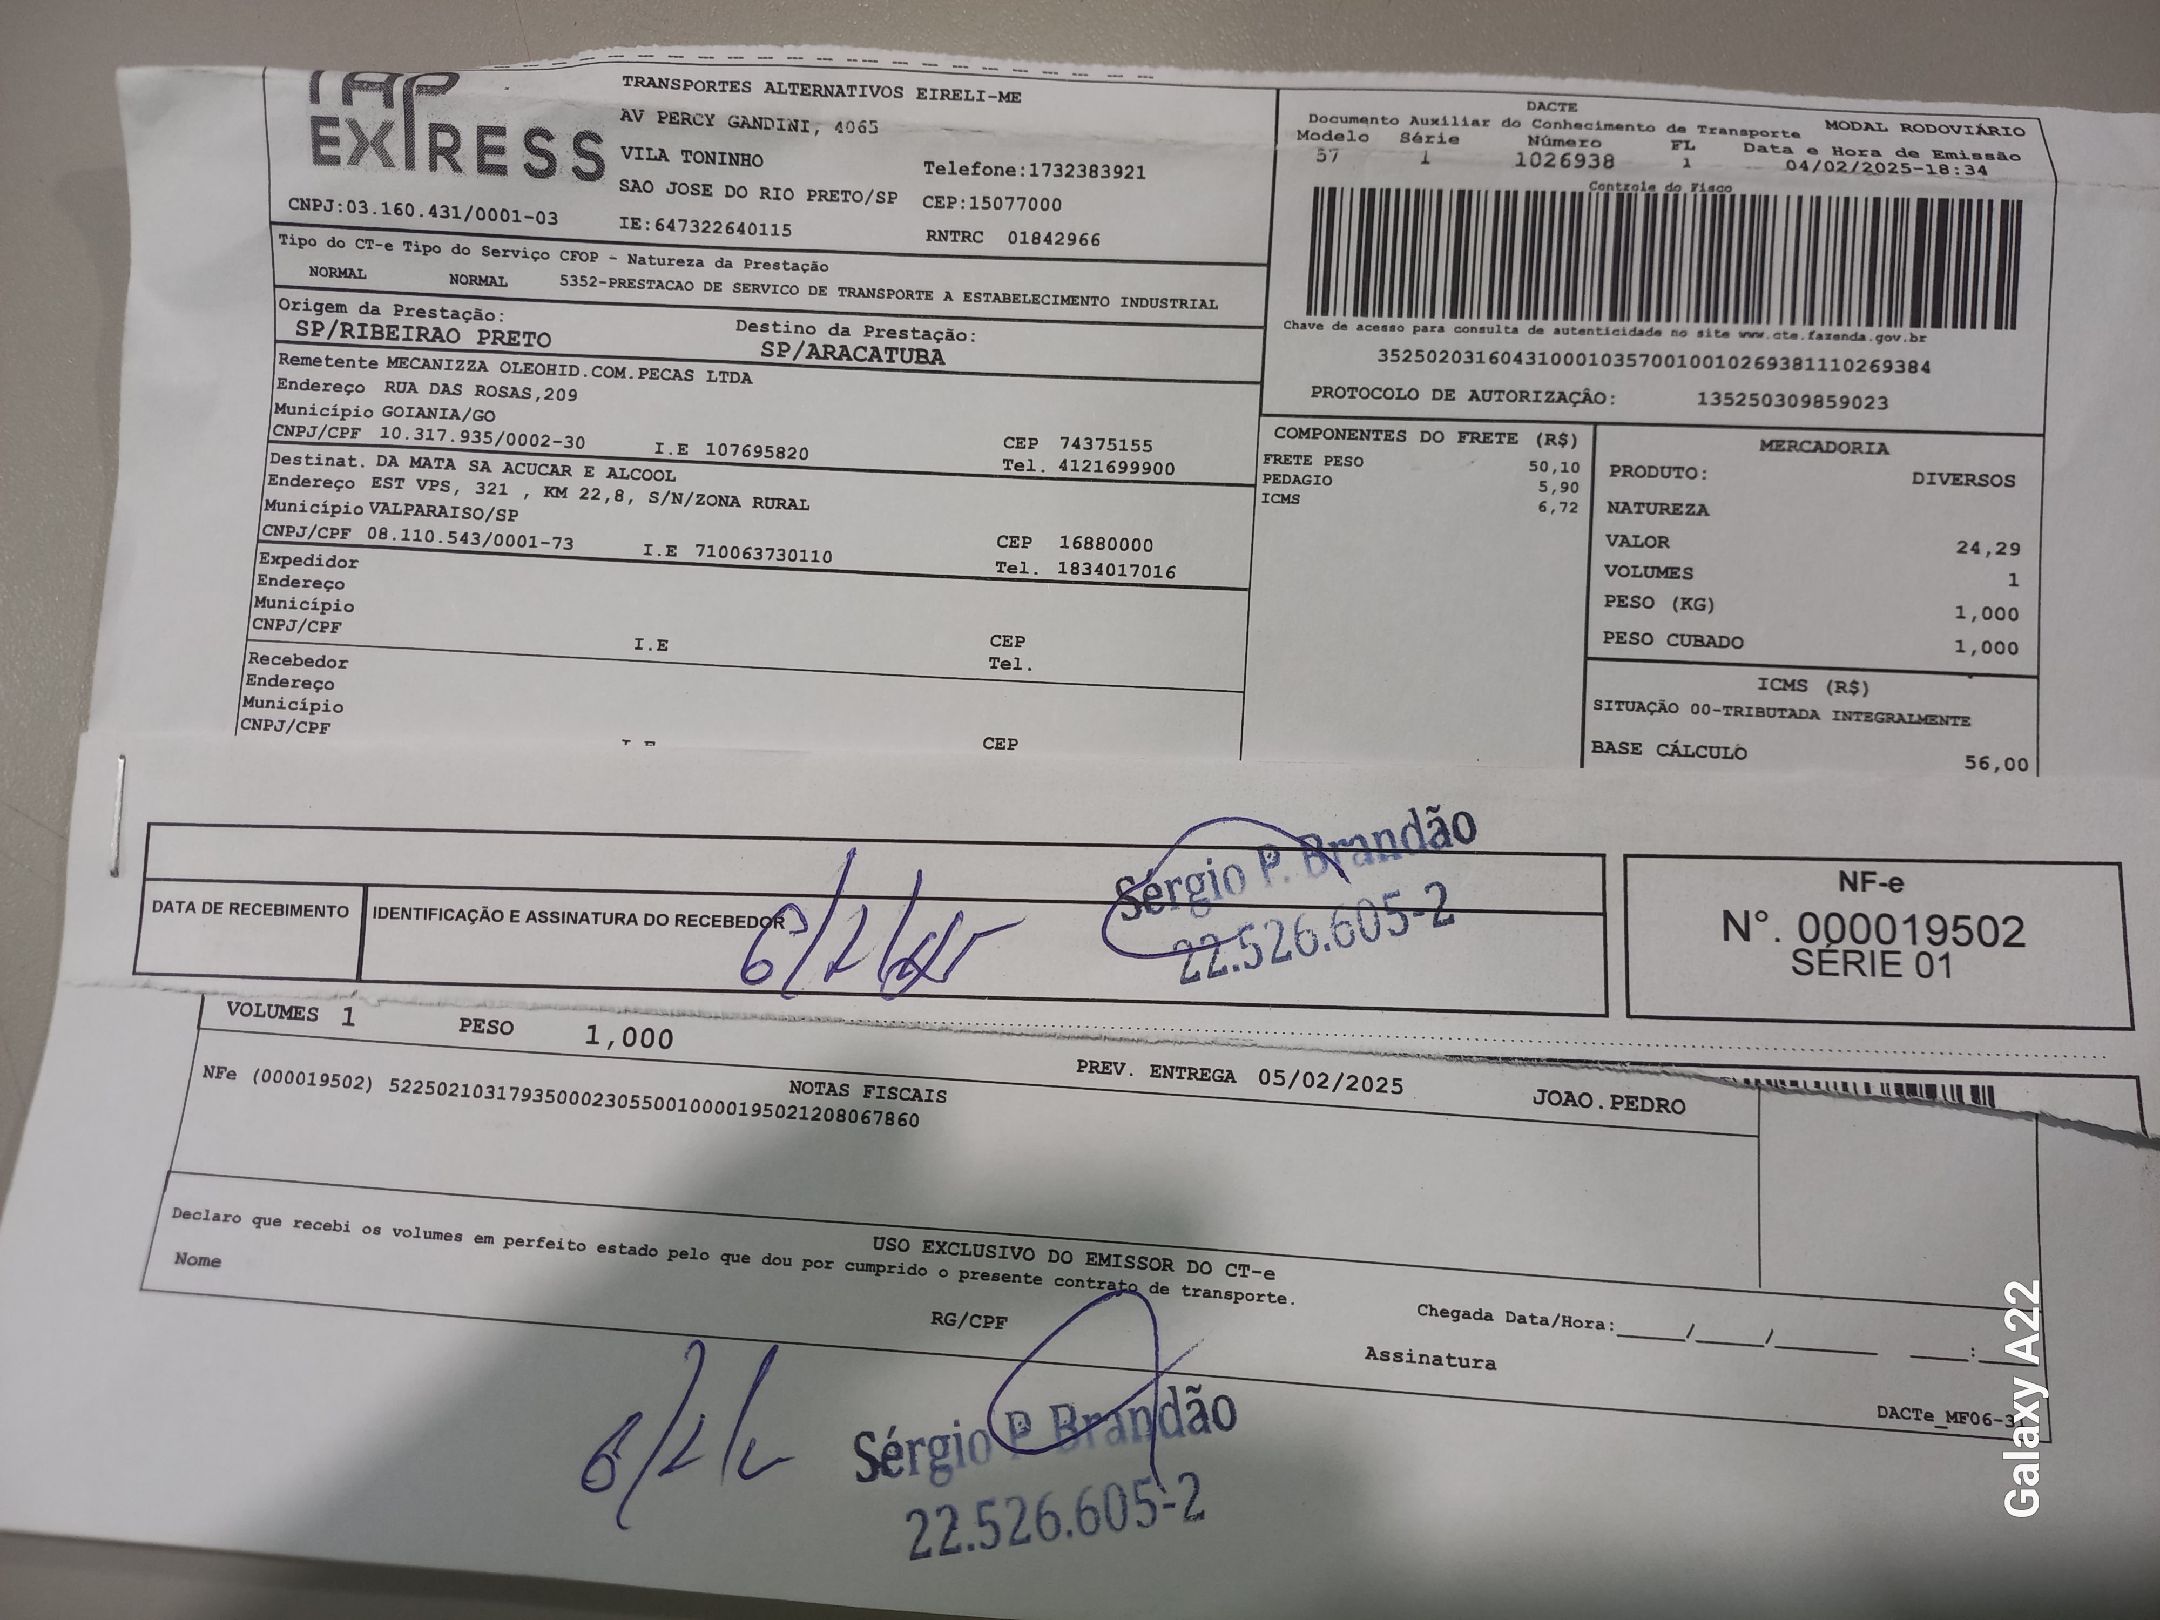 TAP
EXPRESS
CNPJ:03.160.431/0001-03
TRANSPORTES ALTERNATIVOS EIRELI-ME
AV PERCY GANDINI, 4065
VILA TONINHO Telefone:1732383921
SAO JOSE DO RIO PRETO/SP CEP:15077000
IE:647322640115 RNTRC 01842966
DACTE
Documento Auxiliar do Conhecimento de Transporte MODAL RODOVIÁRIO
Modelo Série Número FL Data e Hora de Emissão
57 1 1026938 1 04/02/2025-18:34
Controle do Fisco
Chave de acesso para consulta de autenticidade no site www.cte.fazenda.gov.br
35250203160431000103570010010269381110269384
PROTOCOLO DE AUTORIZAÇÂO: 135250309859023
Tipo do CT-e Tipo do Serviço CFOP - Natureza da Prestação
NORMAL NORMAL 5352-PRESTACAO DE SERVICO DE TRANSPORTE A ESTABELECIMENTO INDUSTRIAL
Origem da Prestação: Destino da Prestação:
SP/RIBEIRAO PRETO SP/ARACATUBA
Remetente MECANIZZA OLEOHID.COM.PECAS LTDA
Endereço RUA DAS ROSAS,209
Município GOIANIA/GO CEP 74375155
CNPJ/CPF 10.317.935/0002-30 I.E 107695820 Tel. 4121699900
Destinat. DA MATA SA ACUCAR E ALCOOL
Endereço EST VPS, 321 , KM 22,8, S/N/ZONA RURAL
Município VALPARAISO/SP CEP 16880000
CNPJ/CPF 08.110.543/0001-73 I.E 710063730110 Tel. 1834017016
Expedidor
Endereço
Município CEP
CNPJ/CPF I.E Tel.
Recebedor
Endereço
Município CEP
CNPJ/CPF I.E
COMPONENTES DO FRETE (R$)
FRETE PESO 50,10
PEDAGIO 5,90
ICMS 6,72
MERCADORIA
PRODUTO: DIVERSOS
NATUREZA
VALOR 24,29
VOLUMES 1
PESO (KG) 1,000
PESO CUBADO 1,000
ICMS (R$)
SITUAÇÃO 00-TRIBUTADA INTEGRALMENTE
BASE CÁLCULO 56,00
DATA DE RECEBIMENTO IDENTIFICAÇÃO E ASSINATURA DO RECEBEDOR
Sérgio P. Brandão
22.526.605-2
NF-e
N°. 000019502
SÉRIE 01
VOLUMES 1 PESO 1,000 PREV. ENTREGA 05/02/2025 JOAO.PEDRO
NOTAS FISCAIS
NFe (000019502) 52250210317935000230550010000195021208067860
USO EXCLUSIVO DO EMISSOR DO CT-e
Declaro que recebi os volumes em perfeito estado pelo que dou por cumprido o presente contrato de transporte.
Nome RG/CPF Chegada Data/Hora:_____/_____/________ ____:____
Assinatura
DACTe_MF06-3
Sérgio P. Brandão
22.526.605-2
Galaxy A22